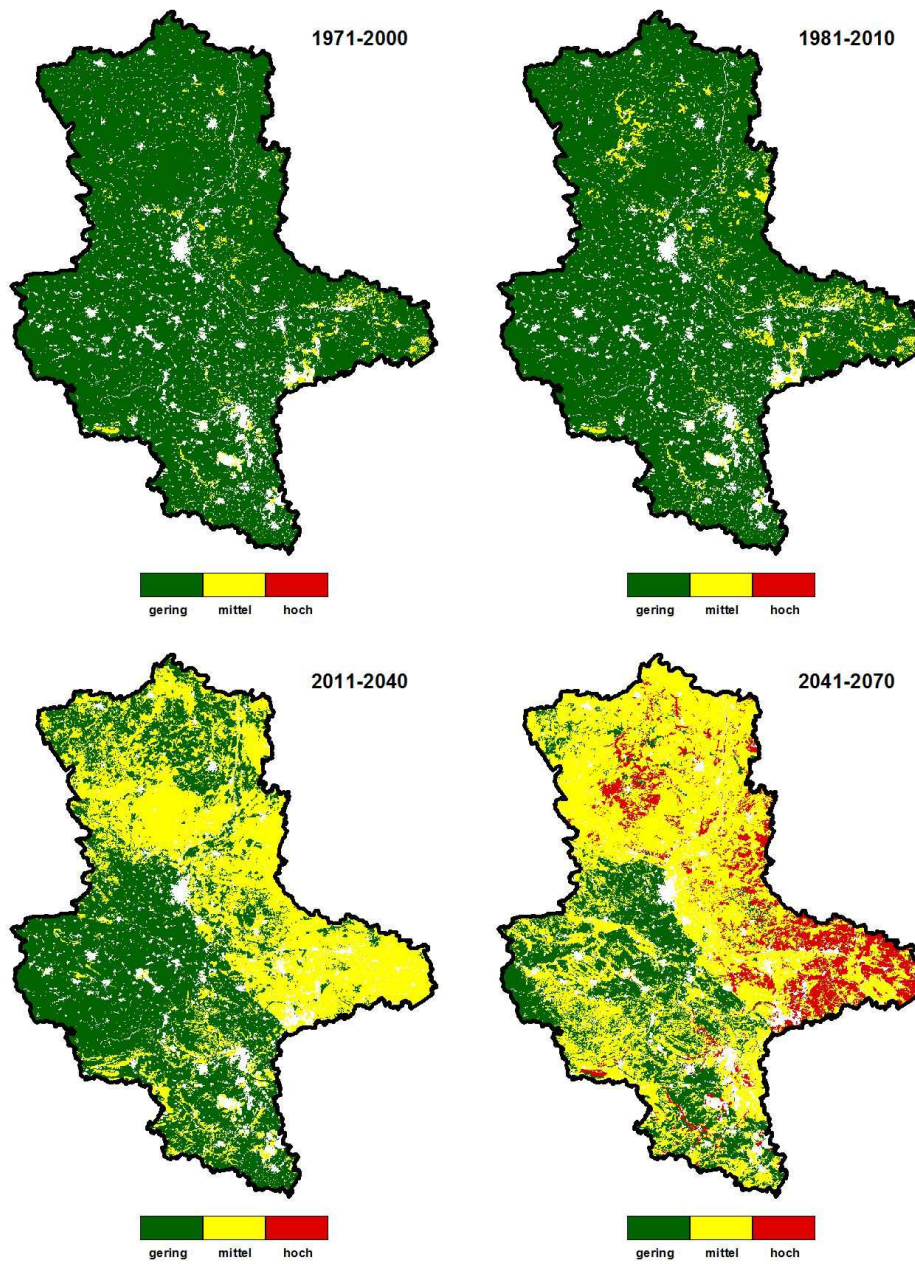 1971-2000
1981-2010
gering mittel hoch
gering mittel hoch
2011-2040
2041-2070
gering mittel hoch
gering mittel hoch